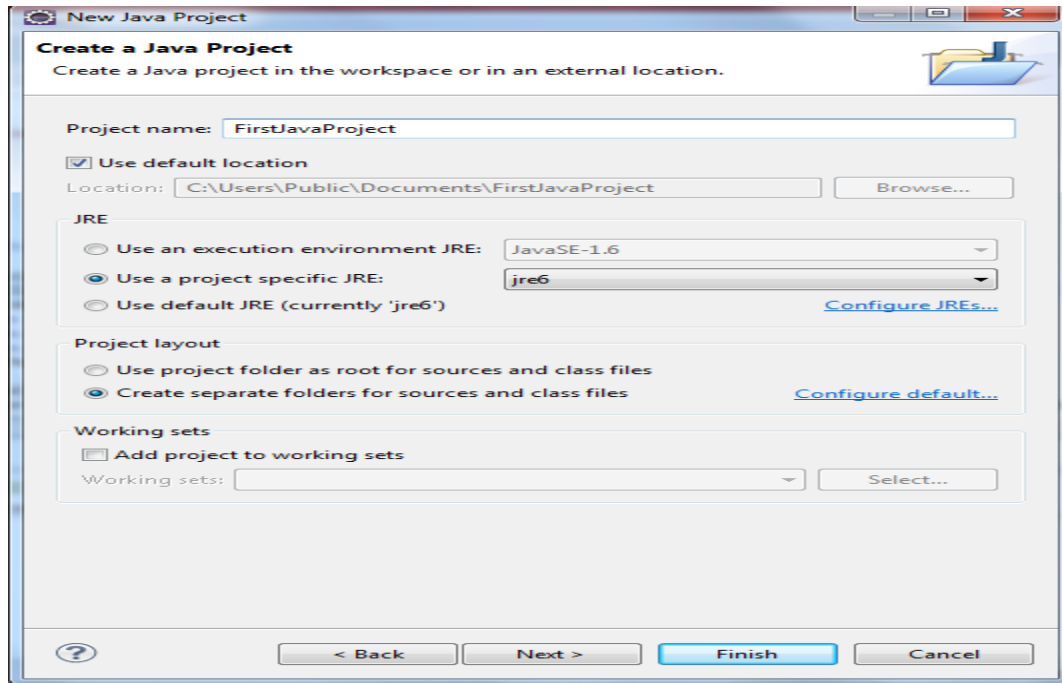 New Java Project
Create a Java Project
Create a Java project in the workspace or in an external location.
Project name: FirstJavaProject
Use default location
Location: C:\Users\Public\Documents\FirstJavaProject Browse...
JRE
Use an execution environment JRE: JavaSE-1.6
Use a project specific JRE: jre6
Use default JRE (currently 'jre6') Configure JREs...
Project layout
Use project folder as root for sources and class files
Create separate folders for sources and class files Configure default...
Working sets
Add project to working sets
Working sets: Select...
? < Back Next > Finish Cancel